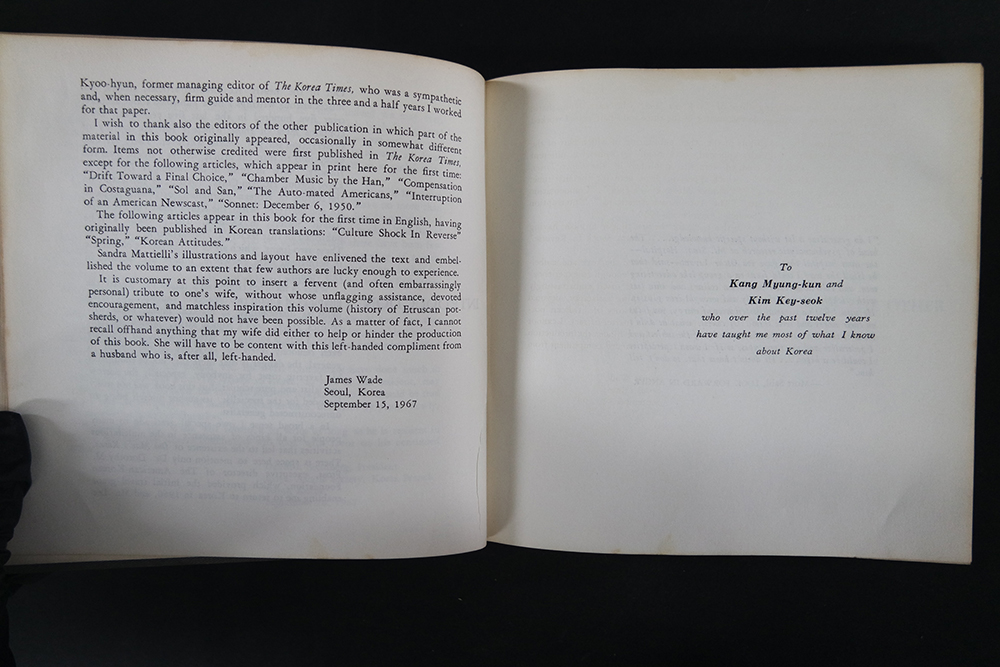 Kyoo-hyun, former managing editor of The Korea Times, who was a sympathetic
and, when necessary, firm guide and mentor in the three and a half years I worked
for that paper.
I wish to thank also the editors of the other publication in which part of the
material in this book originally appeared, occasionally in somewhat different
form. Items not otherwise credited were first published in The Korea Times,
except for the following articles, which appear in print here for the first time:
“Drift Toward a Final Choice,” “Chamber Music by the Han,” “Compensation
in Costaguana,” “Sol and San,” “The Auto-mated Americans,” “Interruption
of an American Newscast,” “Sonnet: December 6, 1950.”
The following articles appear in this book for the first time in English, having
originally been published in Korean translations: “Culture Shock In Reverse”
“Spring,” “Korean Attitudes.”
Sandra Mattielli’s illustrations and layout have enlivened the text and embel-
lished the volume to an extent that few authors are lucky enough to experience.
It is customary at this point to insert a fervent (and often embarrassingly
personal) tribute to one’s wife, without whose unflagging assistance, devoted
encouragement, and matchless inspiration this volume (history of Etruscan pot-
sherds, or whatever) would not have been possible. As a matter of fact, I cannot
recall offhand anything that my wife did either to help or hinder the production
of this book. She will have to be content with this left-handed compliment from
a husband who is, after all, left-handed.
James Wade
Seoul, Korea
September 15, 1967
To
Kang Myung-kun and
Kim Key-seok
who over the past twelve years
have taught me most of what I know
about Korea